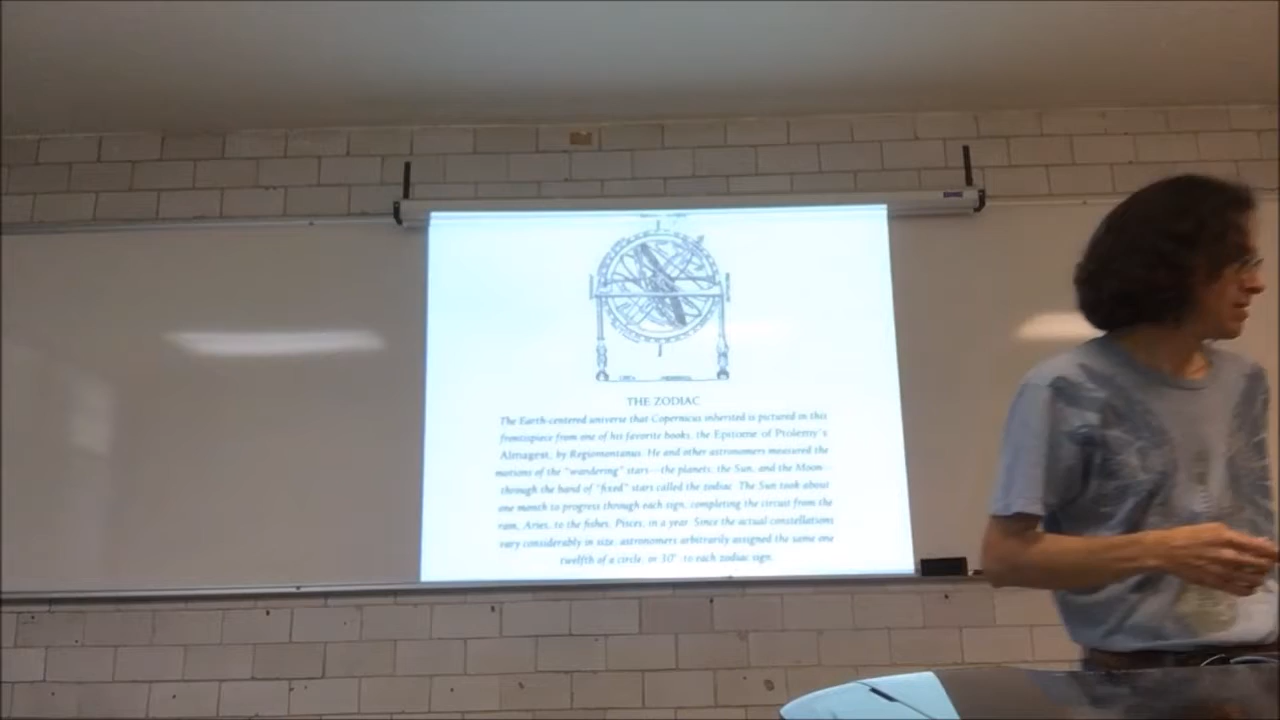 THE ZODIAC
The Earth-centered universe that Copernicus inherited is pictured in this
frontispiece from one of his favorite books, the Epitome of Ptolemy's
Almagest, by Regiomontanus. He and other astronomers measured the
motions of the "wandering" stars—the planets, the Sun, and the Moon—
through the band of "fixed" stars called the zodiac. The Sun took about
one month to progress through each sign, completing the circuit from the
ram, Aries, to the fishes, Pisces, in a year. Since the actual constellations
vary considerably in size, astronomers arbitrarily assigned the same one
twelfth of a circle, or 30°, to each zodiac sign.